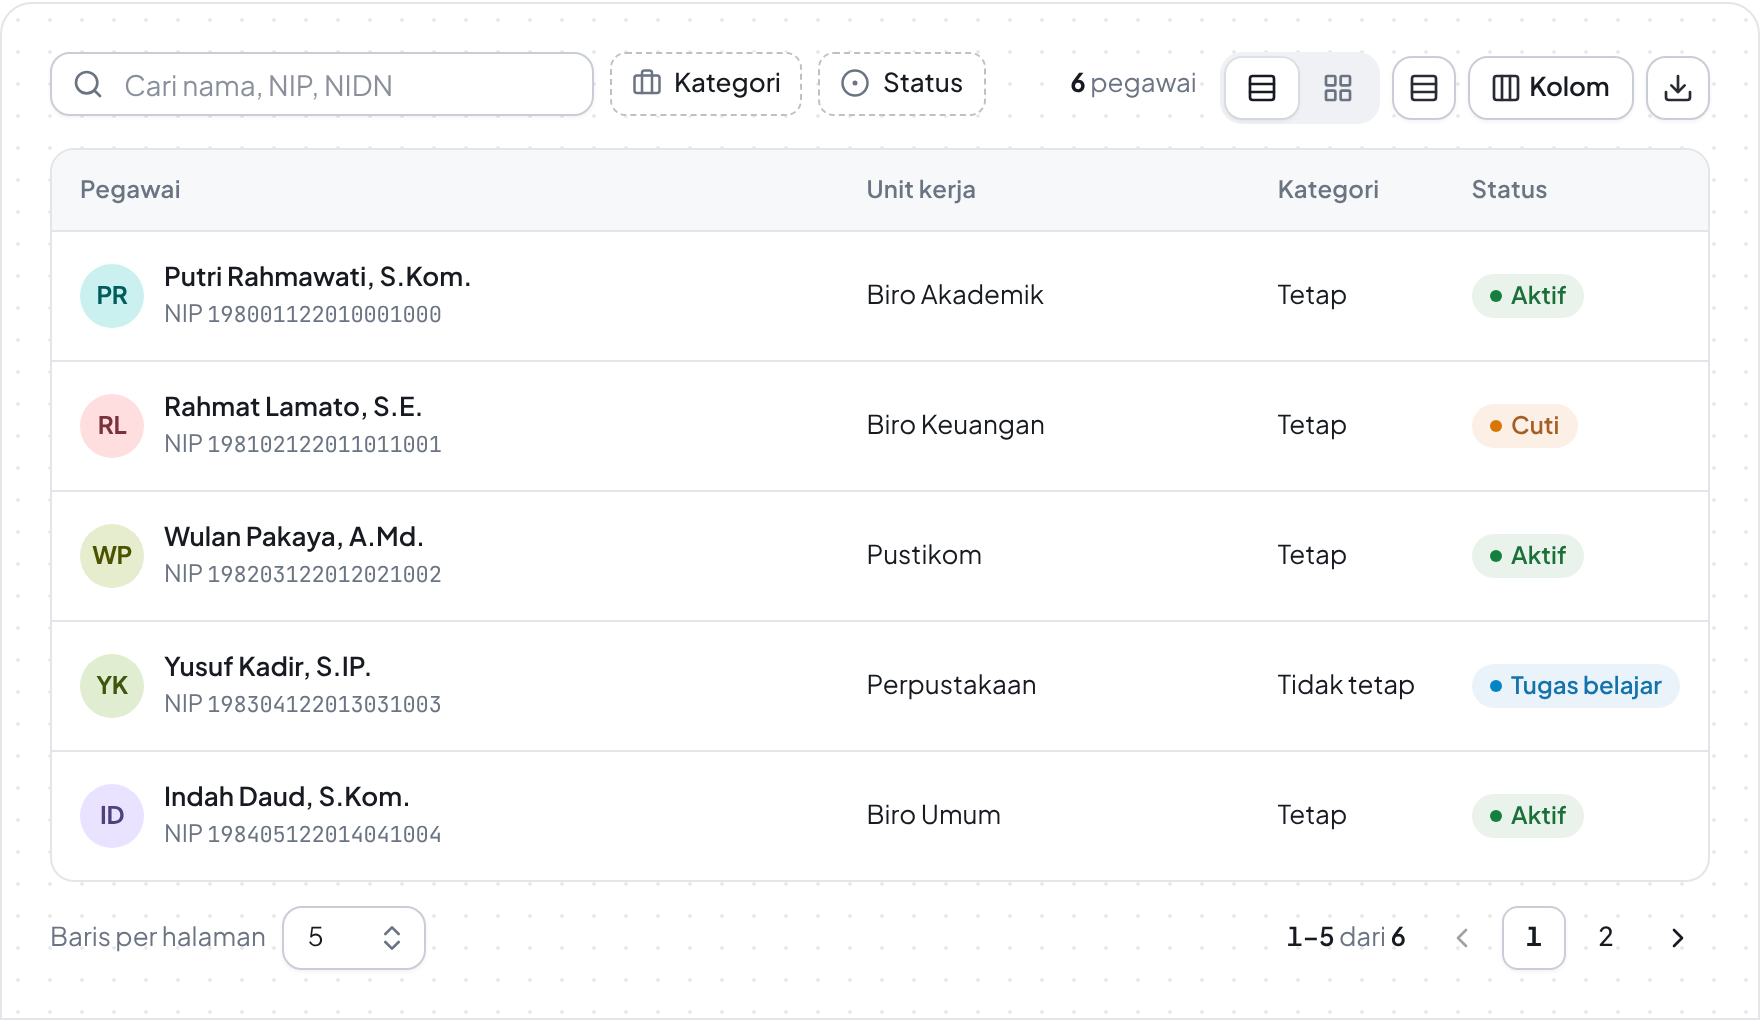 Cari nama, NIP, NIDN
Kategori
Status
6 pegawai
Kolom
Pegawai Unit kerja Kategori Status
PR
Putri Rahmawati, S.Kom.
NIP 198001122010001000
Biro Akademik
Tetap
Aktif
RL
Rahmat Lamato, S.E.
NIP 198102122011011001
Biro Keuangan
Tetap
Cuti
WP
Wulan Pakaya, A.Md.
NIP 198203122012021002
Pustikom
Tetap
Aktif
YK
Yusuf Kadir, S.IP.
NIP 198304122013031003
Perpustakaan
Tidak tetap
Tugas belajar
ID
Indah Daud, S.Kom.
NIP 198405122014041004
Biro Umum
Tetap
Aktif
Baris per halaman 5
1–5 dari 6
1 2